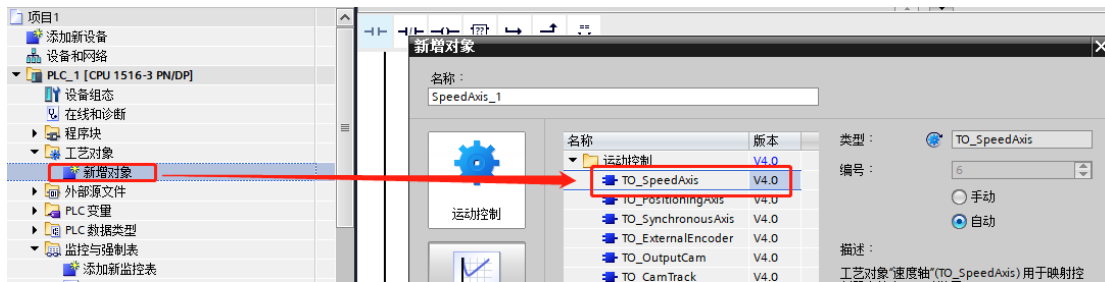 项目1
添加新设备
设备和网络
PLC_1 [CPU 1516-3 PN/DP]
设备组态
在线和诊断
程序块
工艺对象
新增对象
外部源文件
PLC 变量
PLC 数据类型
监控与强制表
添加新监控表
新增对象
名称：
SpeedAxis_1
运动控制
名称 版本
运动控制 V4.0
TO_SpeedAxis V4.0
TO_PositioningAxis V4.0
TO_SynchronousAxis V4.0
TO_ExternalEncoder V4.0
TO_OutputCam V4.0
TO_CamTrack V4.0
类型： TO_SpeedAxis
编号： 6
手动
自动
描述：
工艺对象“速度轴”(TO_SpeedAxis) 用于映射控